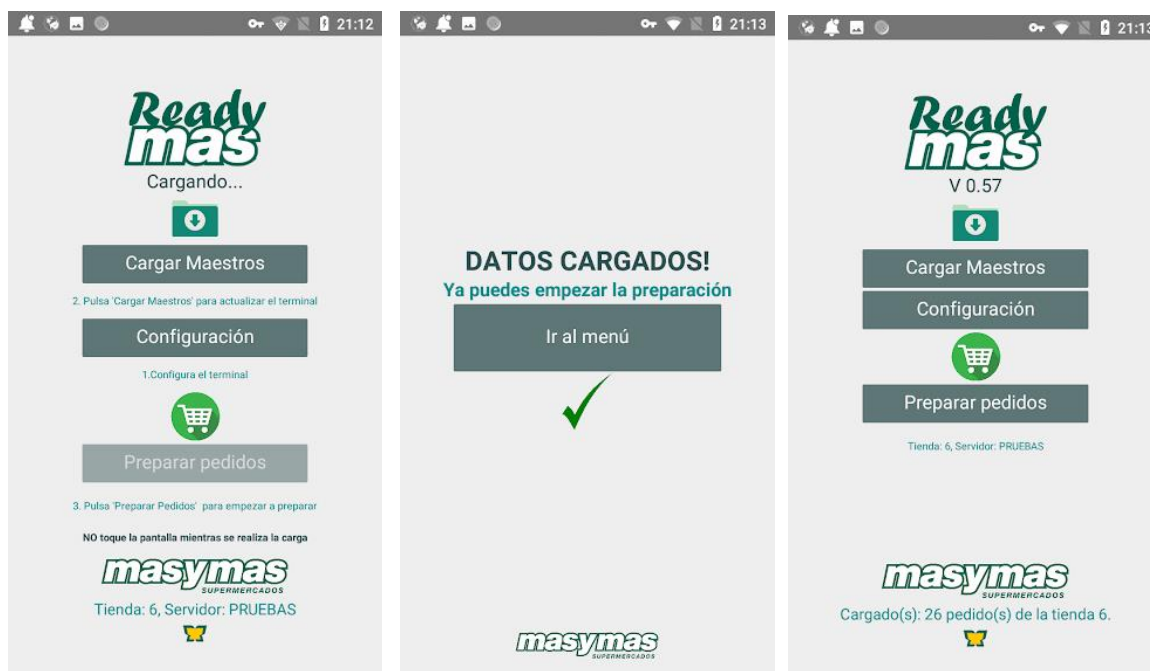 21:12
Ready
mas
Cargando...
Cargar Maestros
2. Pulsa 'Cargar Maestros' para actualizar el terminal
Configuración
1.Configura el terminal
Preparar pedidos
3. Pulsa 'Preparar Pedidos' para empezar a preparar
NO toque la pantalla mientras se realiza la carga
masymas
SUPERMERCADOS
Tienda: 6, Servidor: PRUEBAS
21:13
DATOS CARGADOS!
Ya puedes empezar la preparación
Ir al menú
masymas
SUPERMERCADOS
21:13
Ready
mas
V 0.57
Cargar Maestros
Configuración
Preparar pedidos
Tienda: 6, Servidor: PRUEBAS
masymas
SUPERMERCADOS
Cargado(s): 26 pedido(s) de la tienda 6.